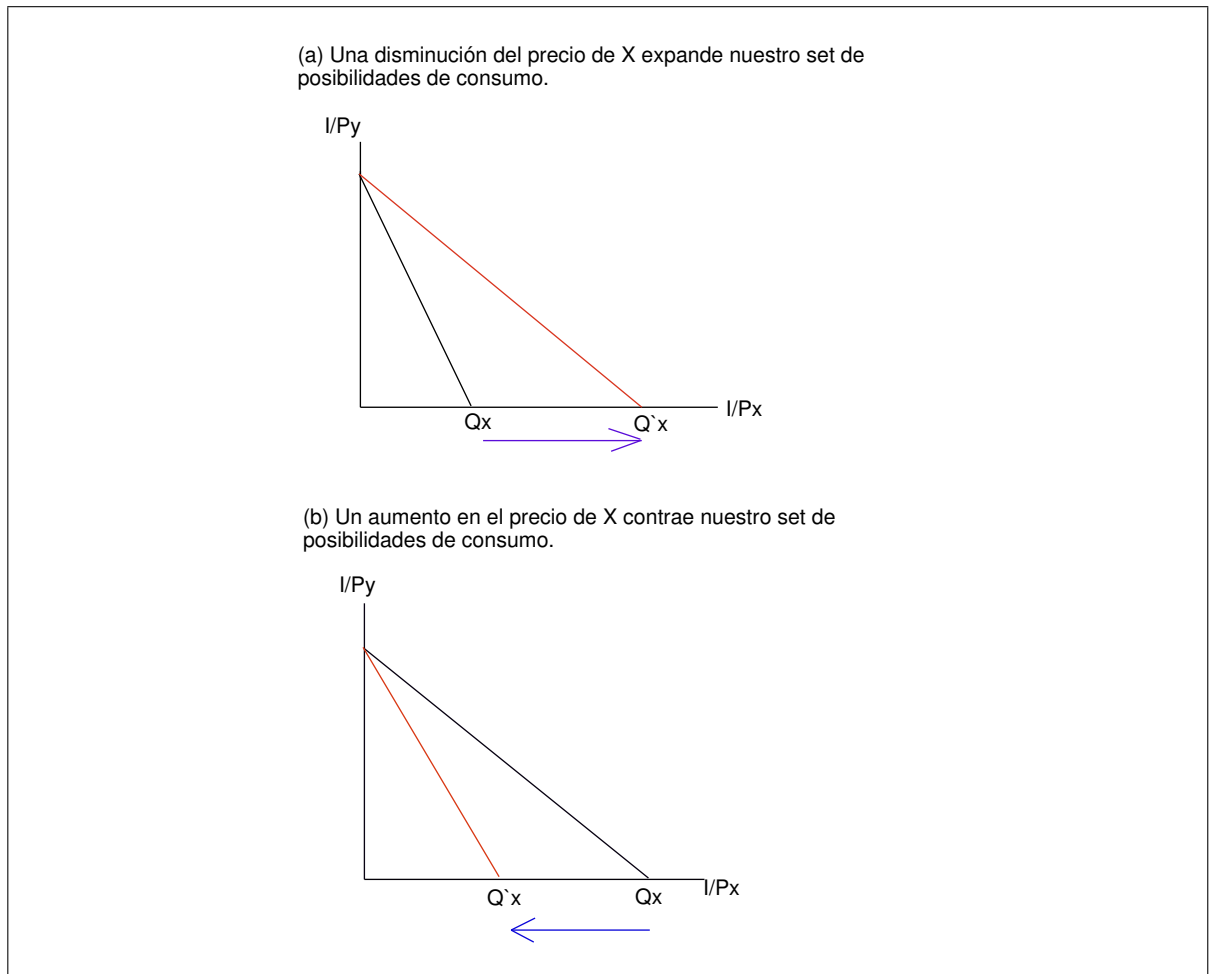 (a) Una disminución del precio de X expande nuestro set de
posibilidades de consumo.
I/Py
I/Px
Qx
Q`x
(b) Un aumento en el precio de X contrae nuestro set de
posibilidades de consumo.
I/Py
I/Px
Q`x
Qx